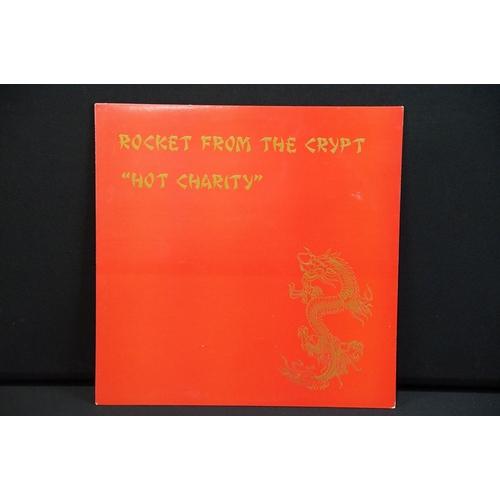 ROCKET FROM THE CRYPT
"HOT CHARITY"